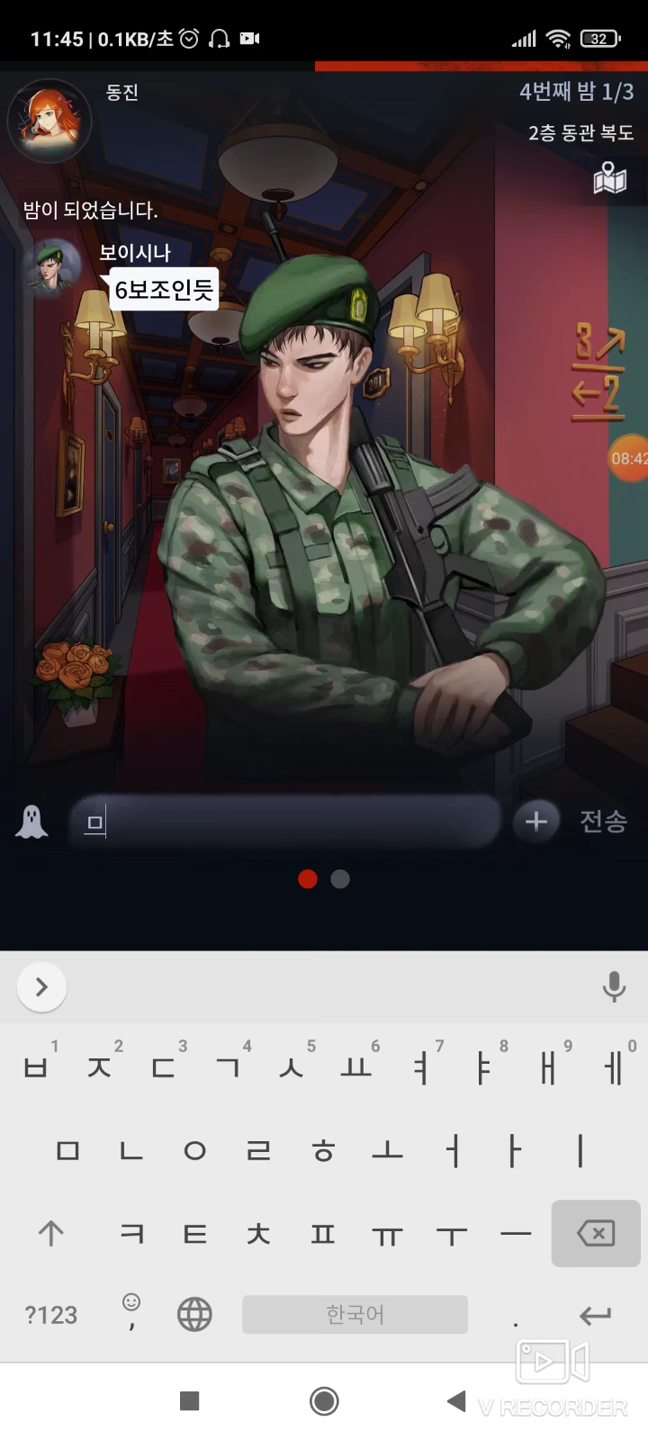 11:45 | 0.1KB/초
32
동진
4번째 밤 1/3
2층 동관 복도
밤이 되었습니다.
보이시나
6보조인듯
201
3↗
←2
08:42
ㅁ
전송
1 2 3 4 5 6 7 8 9 0
ㅂ ㅈ ㄷ ㄱ ㅅ ㅛ ㅕ ㅑ ㅐ ㅔ
ㅁ ㄴ ㅇ ㄹ ㅎ ㅗ ㅓ ㅏ ㅣ
ㅋ ㅌ ㅊ ㅍ ㅠ ㅜ ㅡ
?123 , 한국어 .
V RECORDER